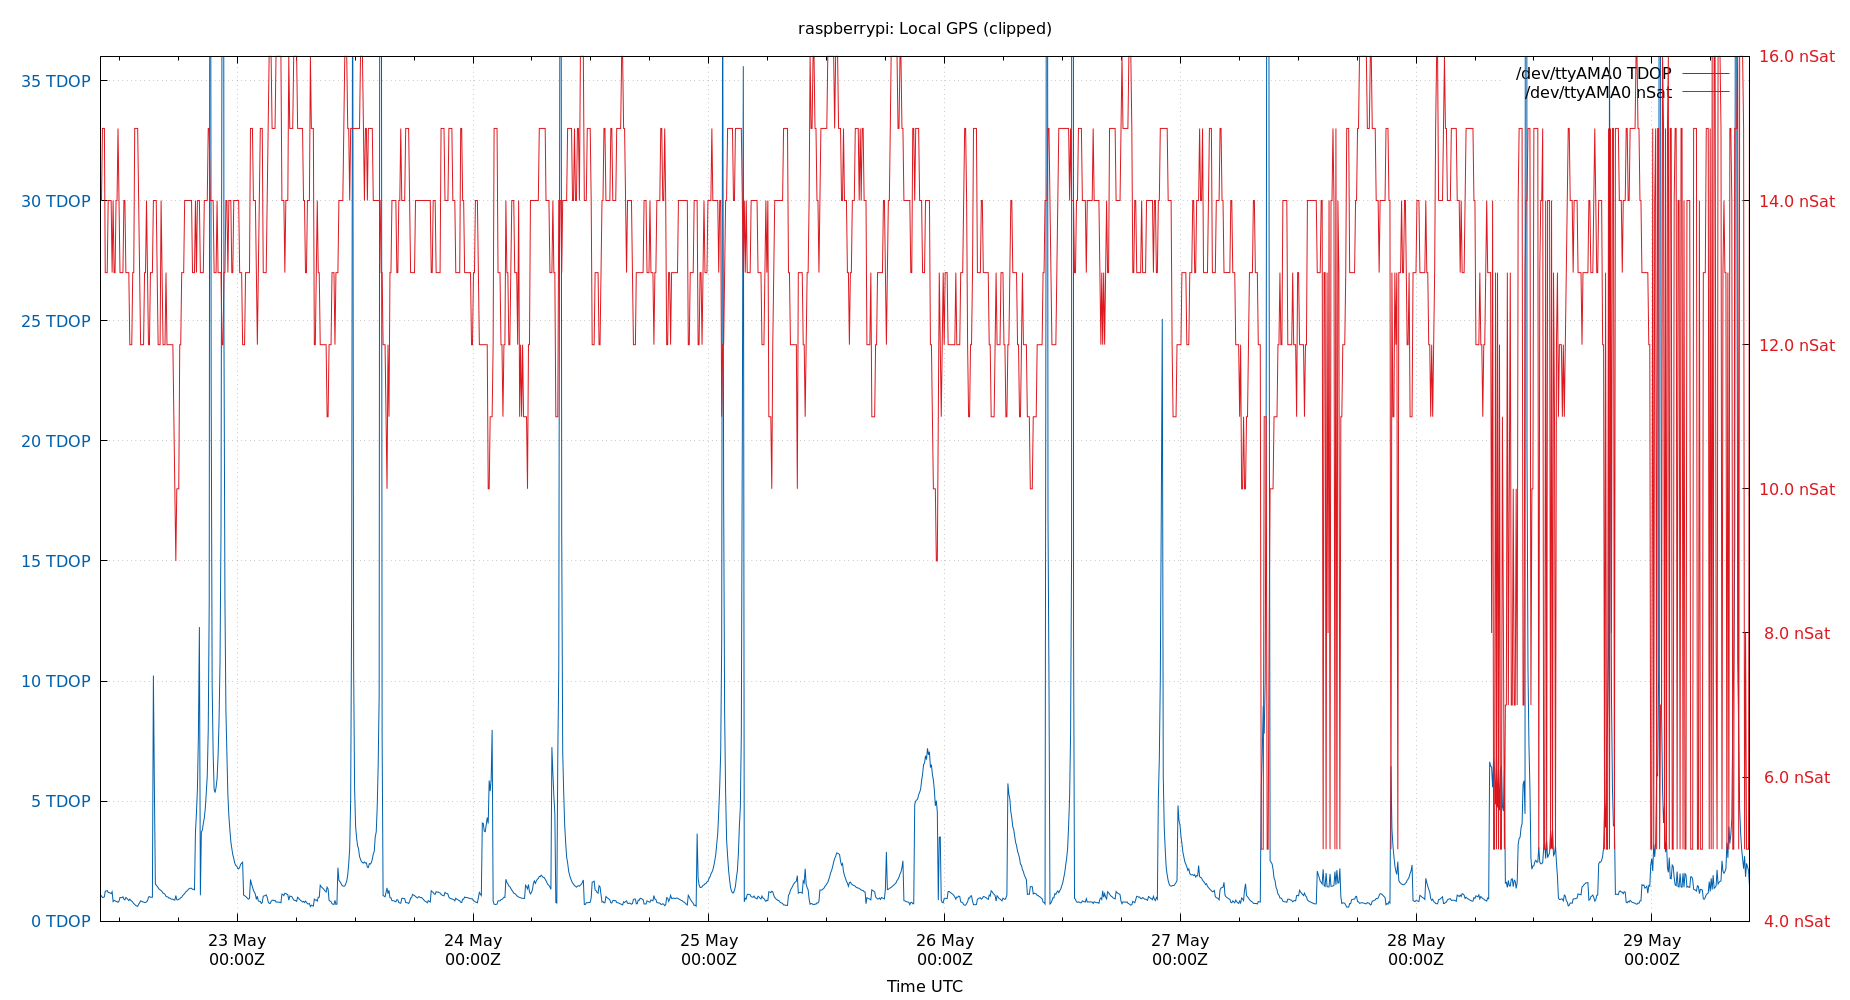 raspberrypi: Local GPS (clipped)
35 TDOP
30 TDOP
25 TDOP
20 TDOP
15 TDOP
10 TDOP
5 TDOP
0 TDOP
16.0 nSat
14.0 nSat
12.0 nSat
10.0 nSat
8.0 nSat
6.0 nSat
4.0 nSat
/dev/ttyAMA0 TDOP
/dev/ttyAMA0 nSat
23 May
00:00Z
24 May
00:00Z
25 May
00:00Z
26 May
00:00Z
27 May
00:00Z
28 May
00:00Z
29 May
00:00Z
Time UTC